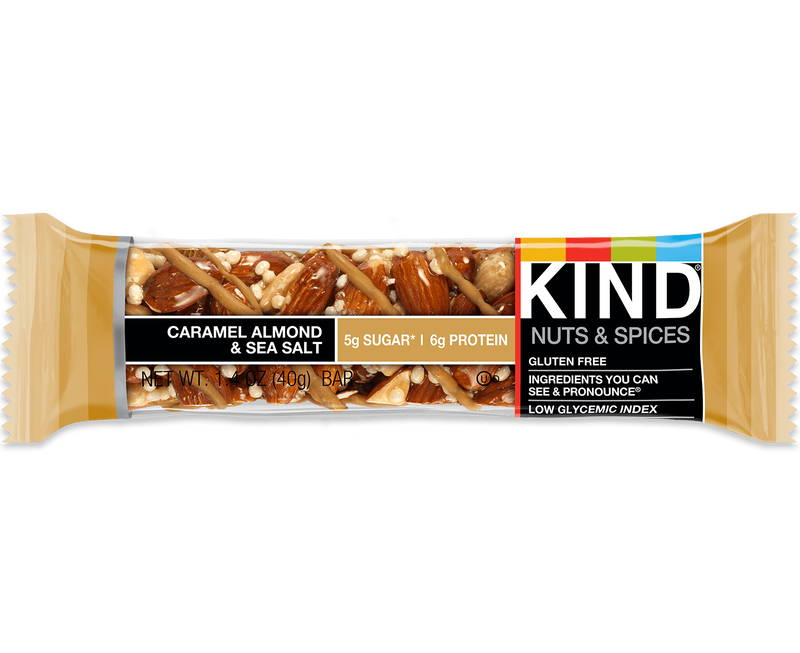 CARAMEL ALMOND
& SEA SALT
5g SUGAR* | 6g PROTEIN
NET WT. 1.4 OZ (40g) BAR
KIND®
NUTS & SPICES
GLUTEN FREE
INGREDIENTS YOU CAN
SEE & PRONOUNCE®
LOW GLYCEMIC INDEX